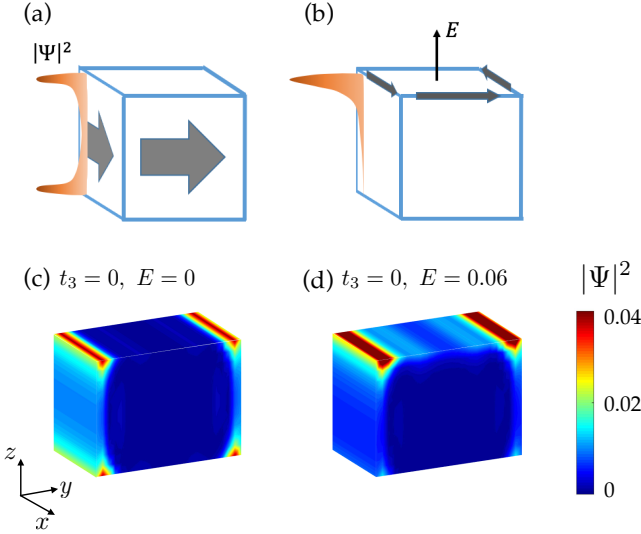 (a)
|Ψ|²
(b)
E
(c) t₃ = 0, E = 0
(d) t₃ = 0, E = 0.06
|Ψ|²
0.04
0.02
0
z
y
x